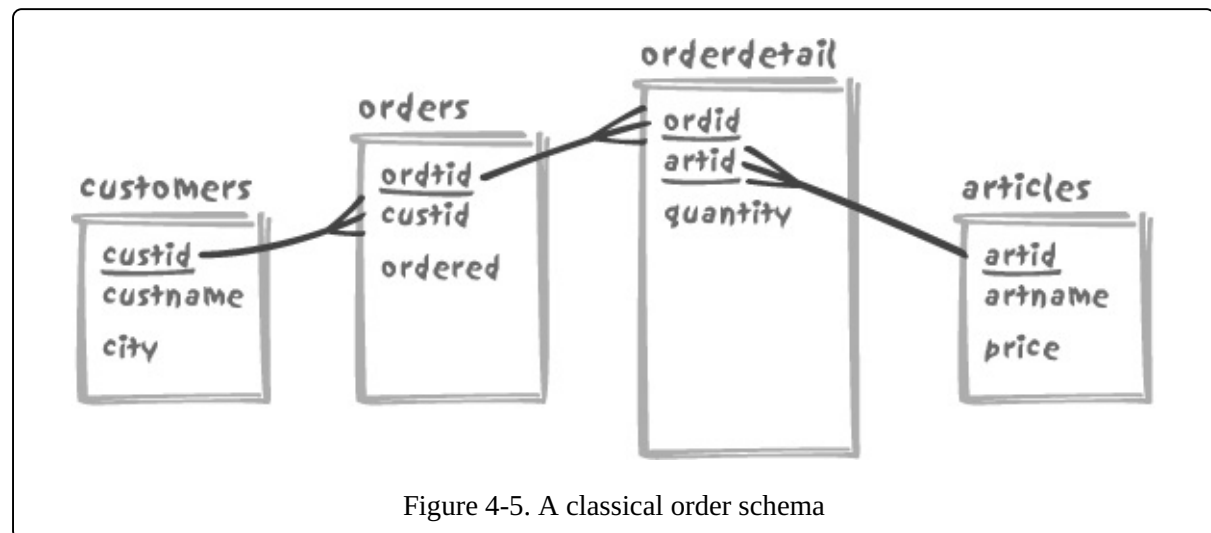 customers
custid
custname
city
orders
ordtid
custid
ordered
orderdetail
ordid
artid
quantity
articles
artid
artname
price
Figure 4-5. A classical order schema